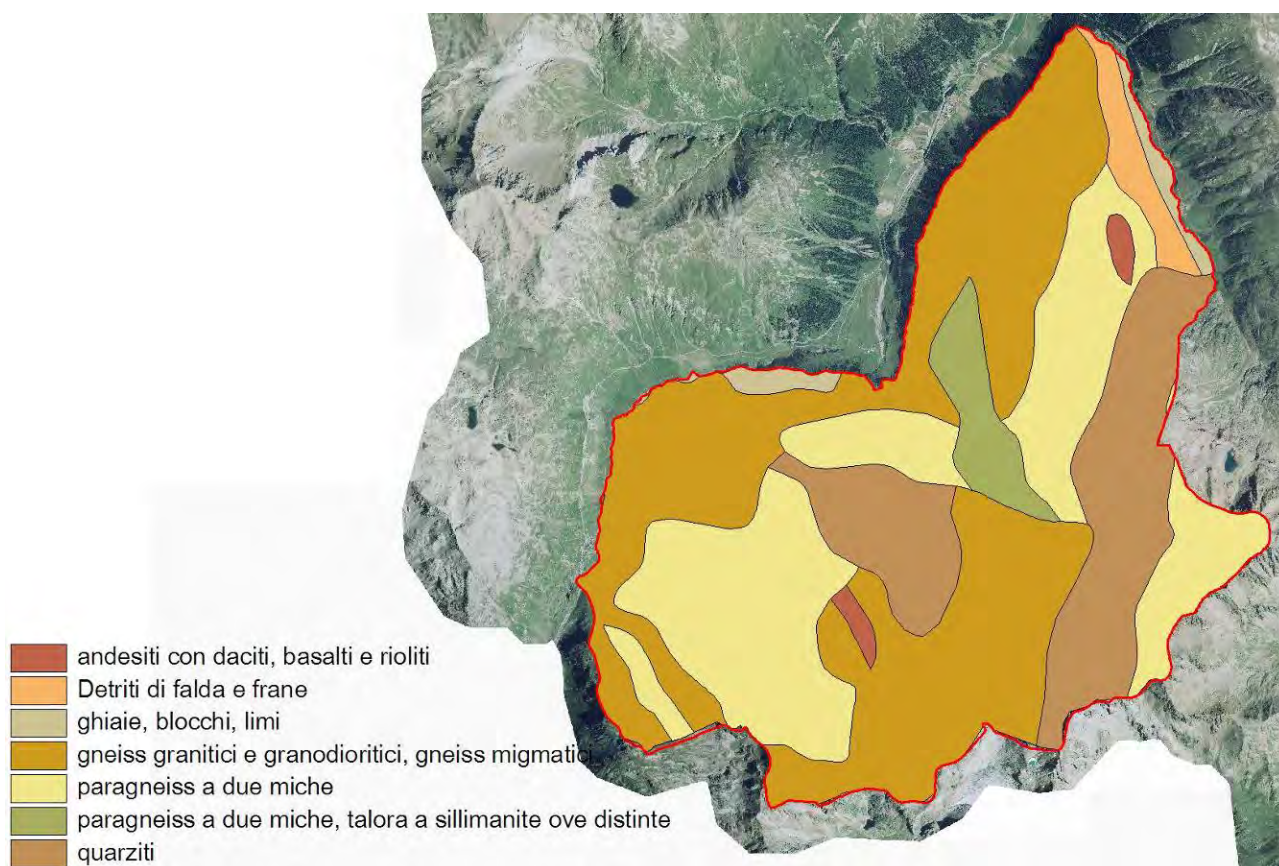 andesiti con daciti, basalti e rioliti
Detriti di falda e frane
ghiaie, blocchi, limi
gneiss granitici e granodioritici, gneiss migmatici
paragneiss a due miche
paragneiss a due miche, talora a sillimanite ove distinte
quarziti